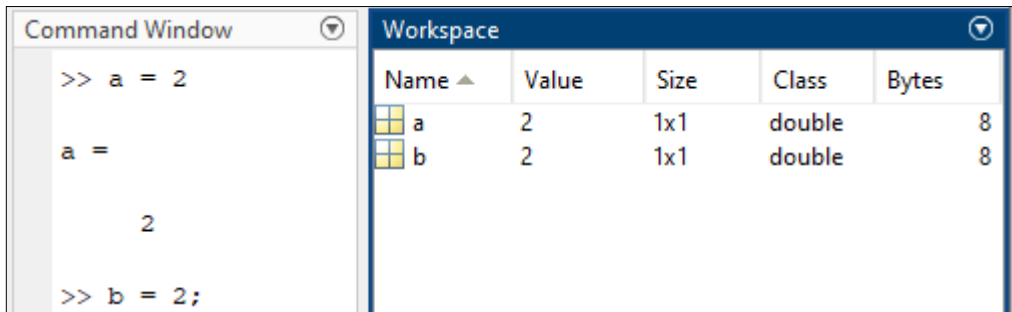 Command Window
>> a = 2
a =
2
>> b = 2;
Workspace
Name Value Size Class Bytes
a 2 1x1 double 8
b 2 1x1 double 8